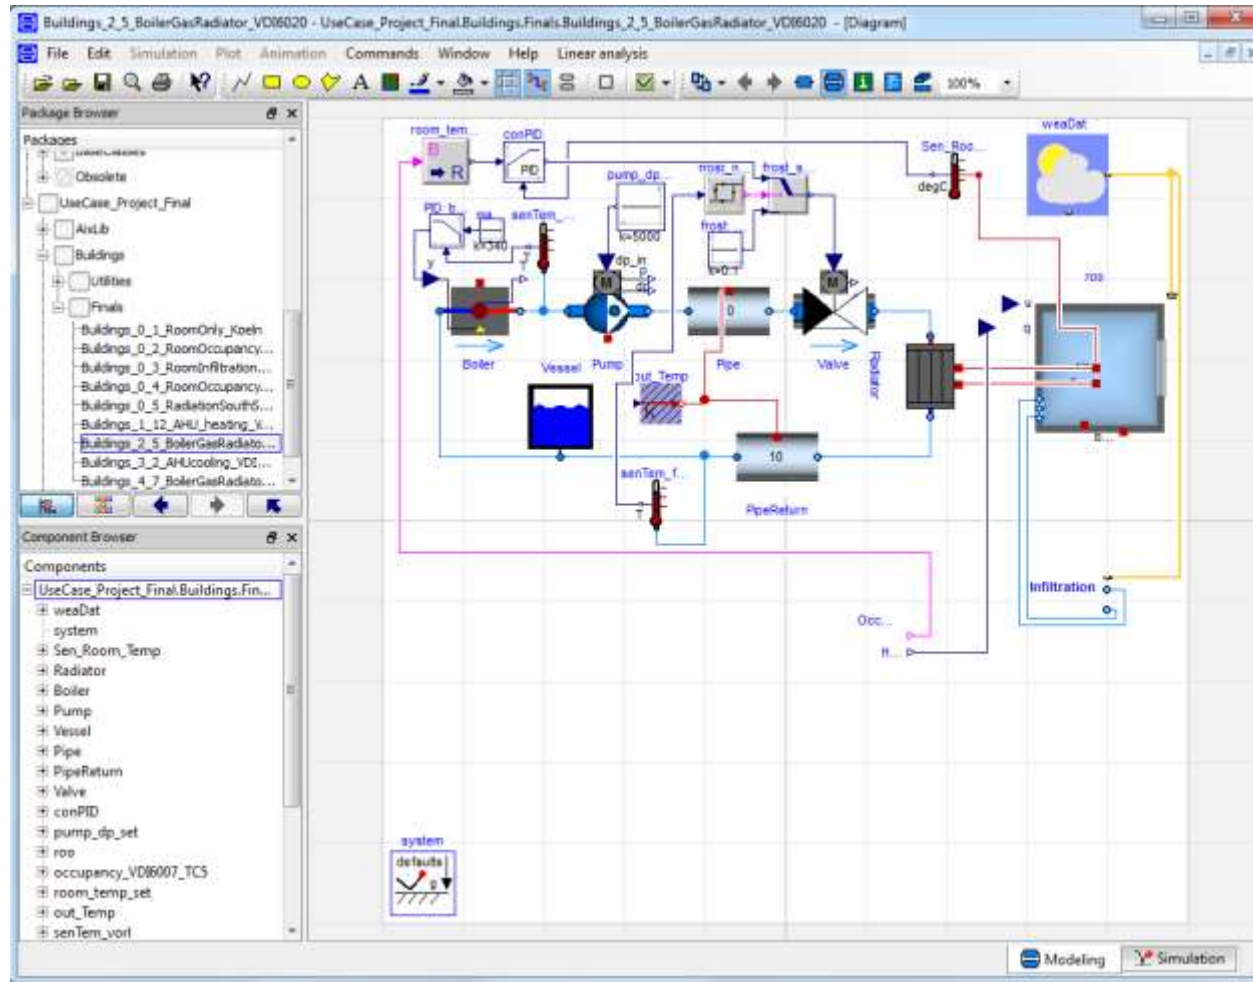 Buildings_2_5_BoilerGasRadiator_VDI6020 - UseCase_Project_Final.Buildings.Finals.Buildings_2_5_BoilerGasRadiator_VDI6020 - [Diagram]
File Edit Simulation Plot Animation Commands Window Help Linear analysis
A 100%
Package Browser
Packages
Obsolete
UseCase_Project_Final
AixLib
Buildings
Utilities
Finals
Buildings_0_1_RoomOnly_Koeln
Buildings_0_2_RoomOccupancy...
Buildings_0_3_RoomInfiltration...
Buildings_0_4_RoomOccupancy...
Buildings_0_5_RadiationSouthS...
Buildings_1_12_AHU_heating_V...
Buildings_2_5_BoilerGasRadiato...
Buildings_3_2_AHUcooling_VDI...
Buildings_4_7_BoilerGasRadiato...
Component Browser
Components
UseCase_Project_Final.Buildings.Fin...
weaDat
system
Sen_Room_Temp
Radiator
Boiler
Pump
Vessel
Pipe
PipeReturn
Valve
conPID
pump_dp_set
roo
occupancy_VDI6007_TC5
room_temp_set
out_Temp
senTem_vorl
room_tem...
B
R
conPID
PID
pump_dp...
k=5000
frost_s...
frost
k=0.1
Sen_Roo...
degC
weaDat
PID_b...
k=340
senTem_...
y
T
dp_in
M
M
0
roo
Boiler
Vessel
Pump
Pipe
Valve
Radiator
out_Temp
K
10
senTem_f...
T
PipeReturn
Infiltration
Occ...
system
defaults
g
Modeling
Simulation